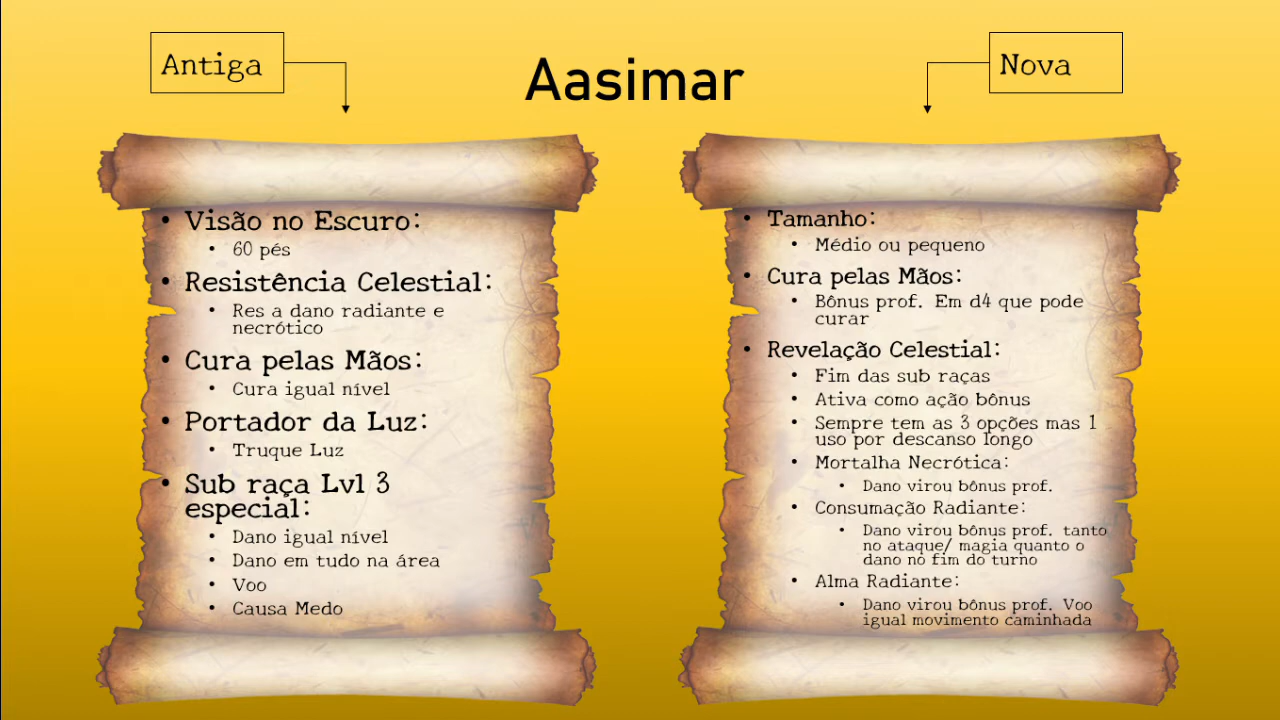 Antiga
Aasimar
Nova
• Visão no Escuro:
• 60 pés
• Resistência Celestial:
• Res a dano radiante e
necrótico
• Cura pelas Mãos:
• Cura igual nível
• Portador da Luz:
• Truque Luz
• Sub raça Lvl 3
especial:
• Dano igual nível
• Dano em tudo na área
• Voo
• Causa Medo
• Tamanho:
• Médio ou pequeno
• Cura pelas Mãos:
• Bônus prof. Em d4 que pode
curar
• Revelação Celestial:
• Fim das sub raças
• Ativa como ação bônus
• Sempre tem as 3 opções mas 1
uso por descanso longo
• Mortalha Necrótica:
• Dano virou bônus prof.
• Consumação Radiante:
• Dano virou bônus prof. tanto
no ataque/ magia quanto o
dano no fim do turno
• Alma Radiante:
• Dano virou bônus prof. Voo
igual movimento caminhada